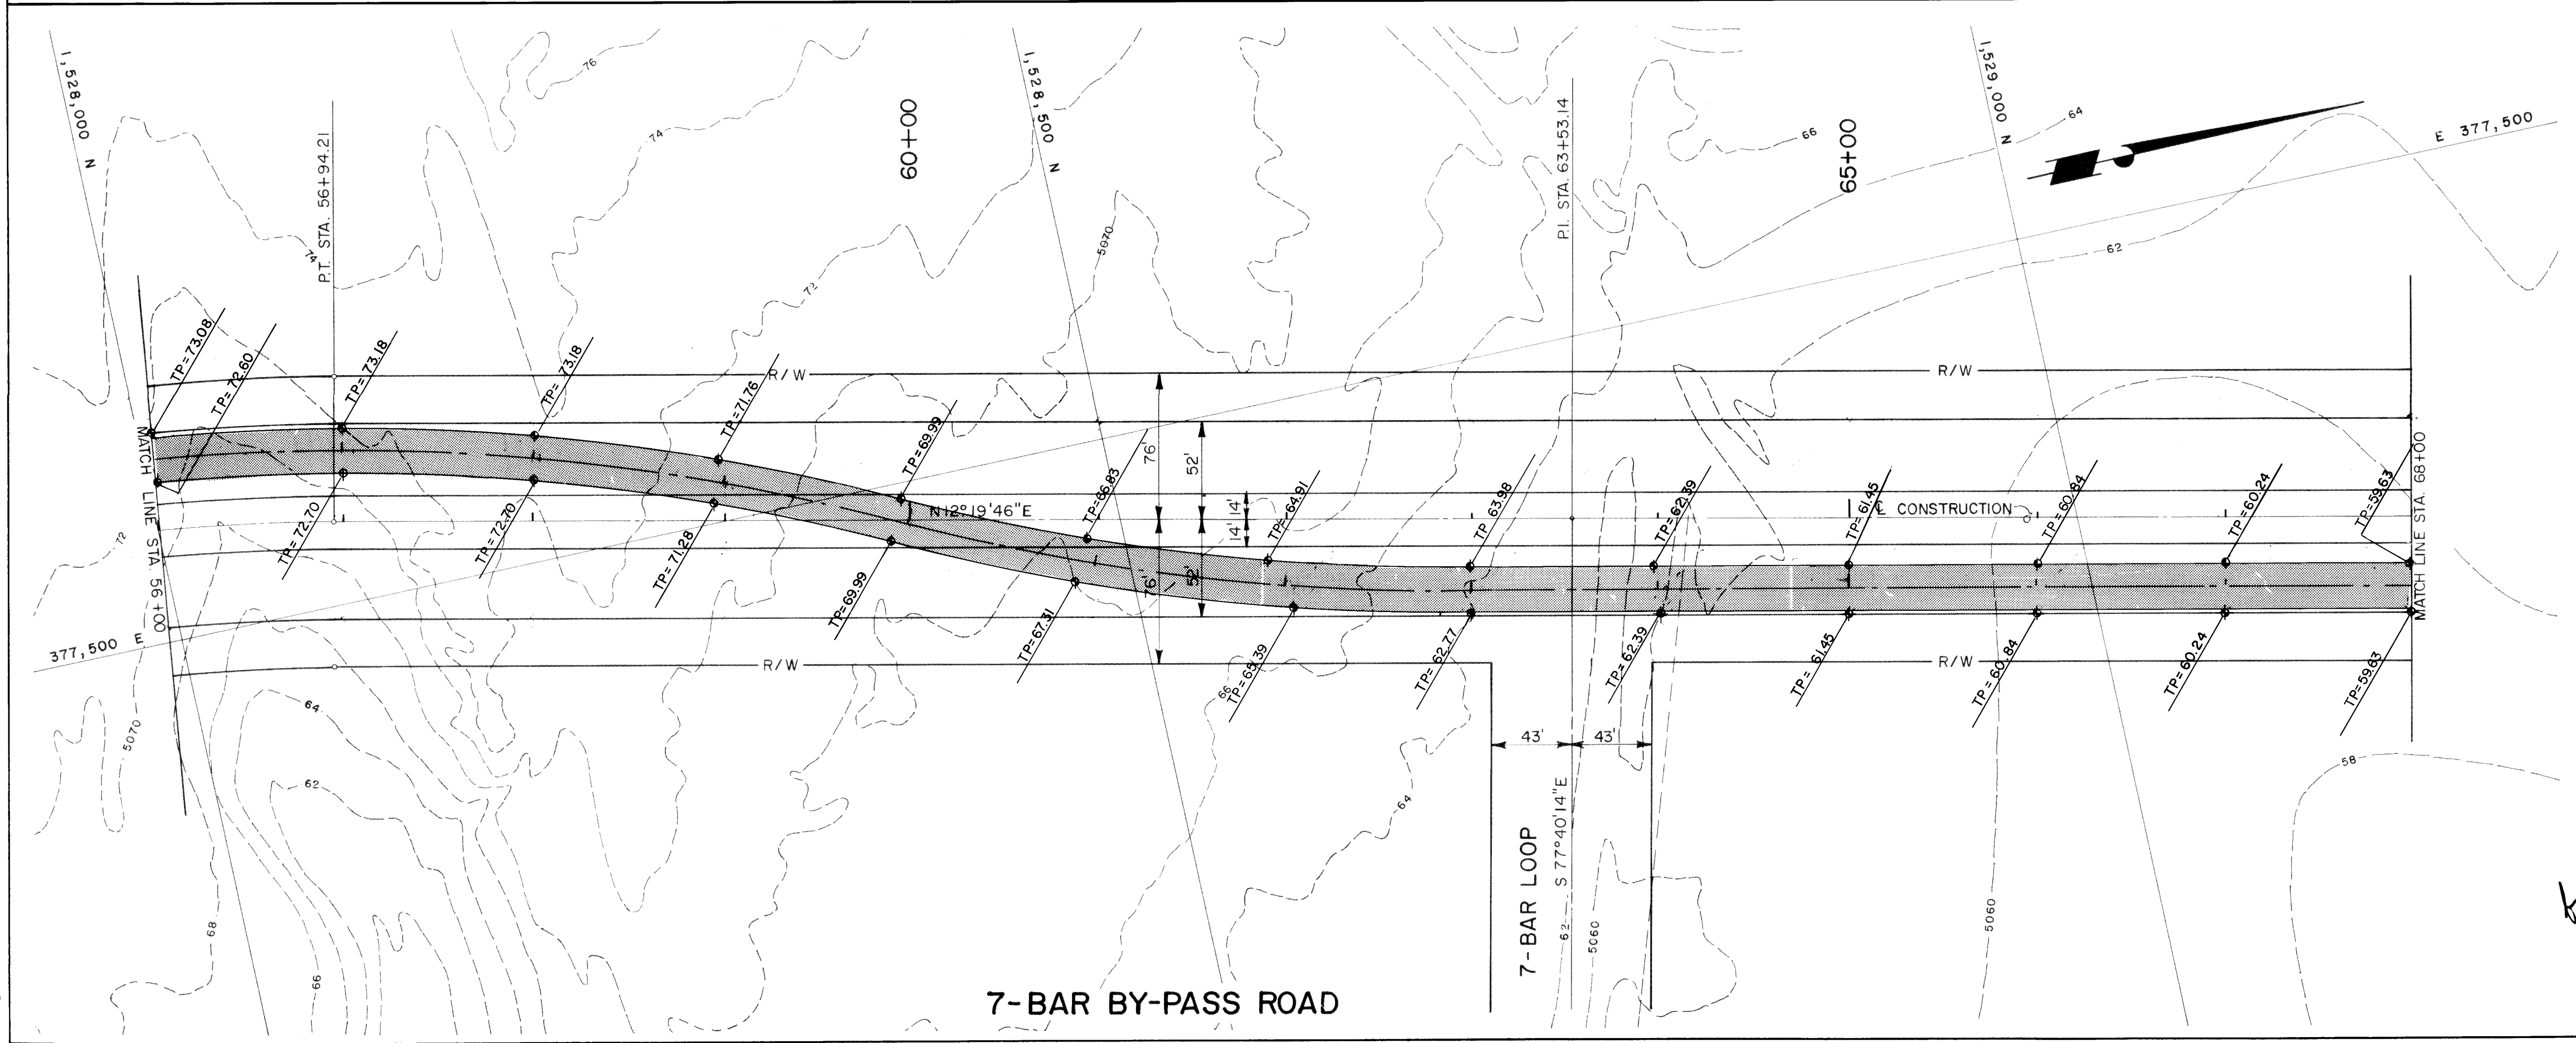 1,528,000 N
76
74
P.T. STA. 56+94.21
74
60+00
1,528,500 N
5070
72
P.I. STA. 63+53.14
66
65+00
1,529,000 N
64
62
E 377,500
TP=73.08
TP=72.60
TP=73.18
TP=73.18
TP=71.76
R/W
TP=69.99
TP=66.83
76'
52'
14'
14'
76'
52'
TP=64.91
TP 63.98
TP=62.39
TP=61.45
℄ CONSTRUCTION
TP=60.84
R/W
TP=60.24
TP=59.63
MATCH LINE STA. 68+00
MATCH LINE STA 56+00
N12°19'46"E
72
TP=72.70
TP=72.70
TP=71.28
TP=69.99
TP=67.31
66
TP=65.39
TP=62.77
TP=62.39
TP=61.45
TP=60.84
TP=60.24
TP=59.63
377,500 E
R/W
R/W
5070
64
62
68
66
43'
43'
64
58
7-BAR LOOP
S 77°40'14"E
62
5060
5060
7-BAR BY-PASS ROAD